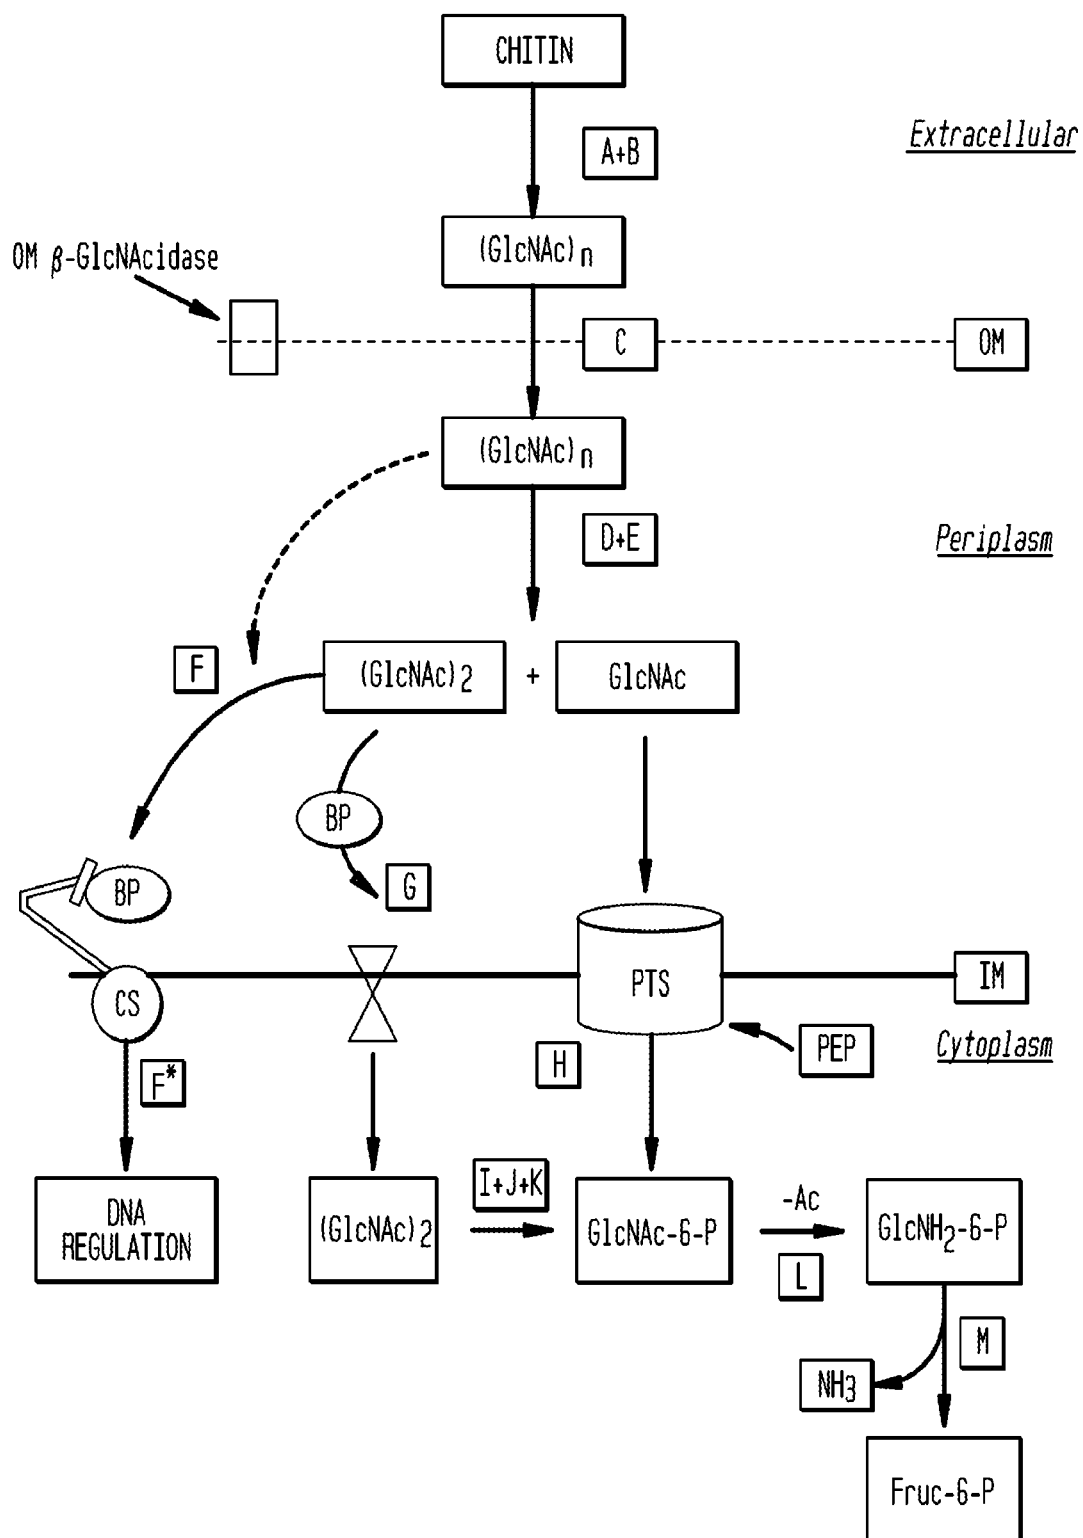 CHITIN
A+B
Extracellular
(GlcNAc)n
OM β-GlcNAcidase
C
OM
(GlcNAc)n
D+E
Periplasm
F
(GlcNAc)2
+
GlcNAc
BP
BP
G
CS
PTS
IM
H
PEP
Cytoplasm
F*
DNA
REGULATION
(GlcNAc)2
I+J+K
GlcNAc-6-P
-Ac
L
GlcNH2-6-P
M
NH3
Fruc-6-P